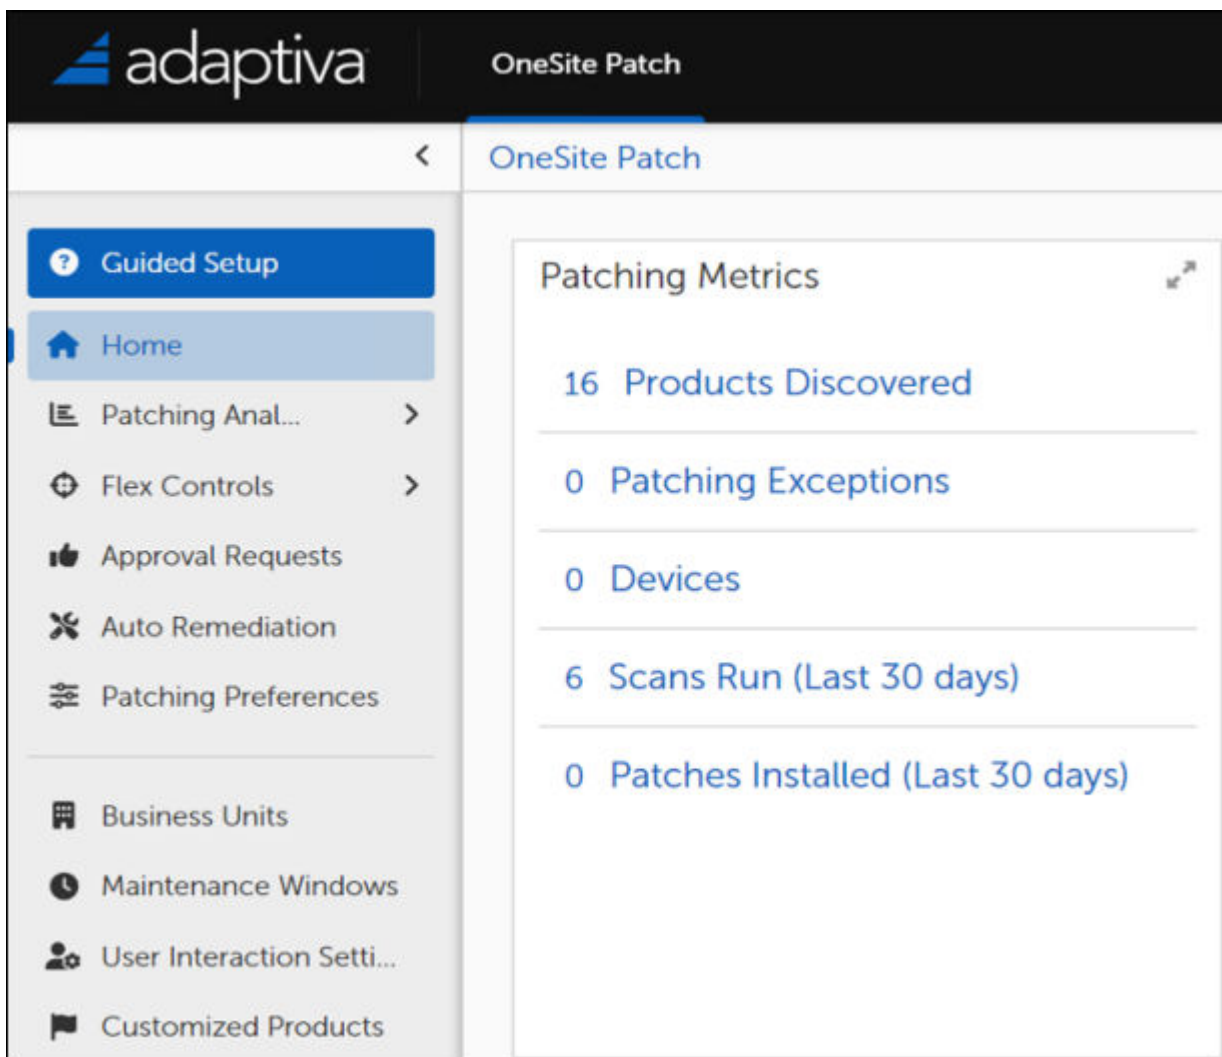 adaptiva
OneSite Patch
OneSite Patch
Guided Setup
Home
Patching Anal...
Flex Controls
Approval Requests
Auto Remediation
Patching Preferences
Business Units
Maintenance Windows
User Interaction Setti...
Customized Products
Patching Metrics
16 Products Discovered
0 Patching Exceptions
0 Devices
6 Scans Run (Last 30 days)
0 Patches Installed (Last 30 days)